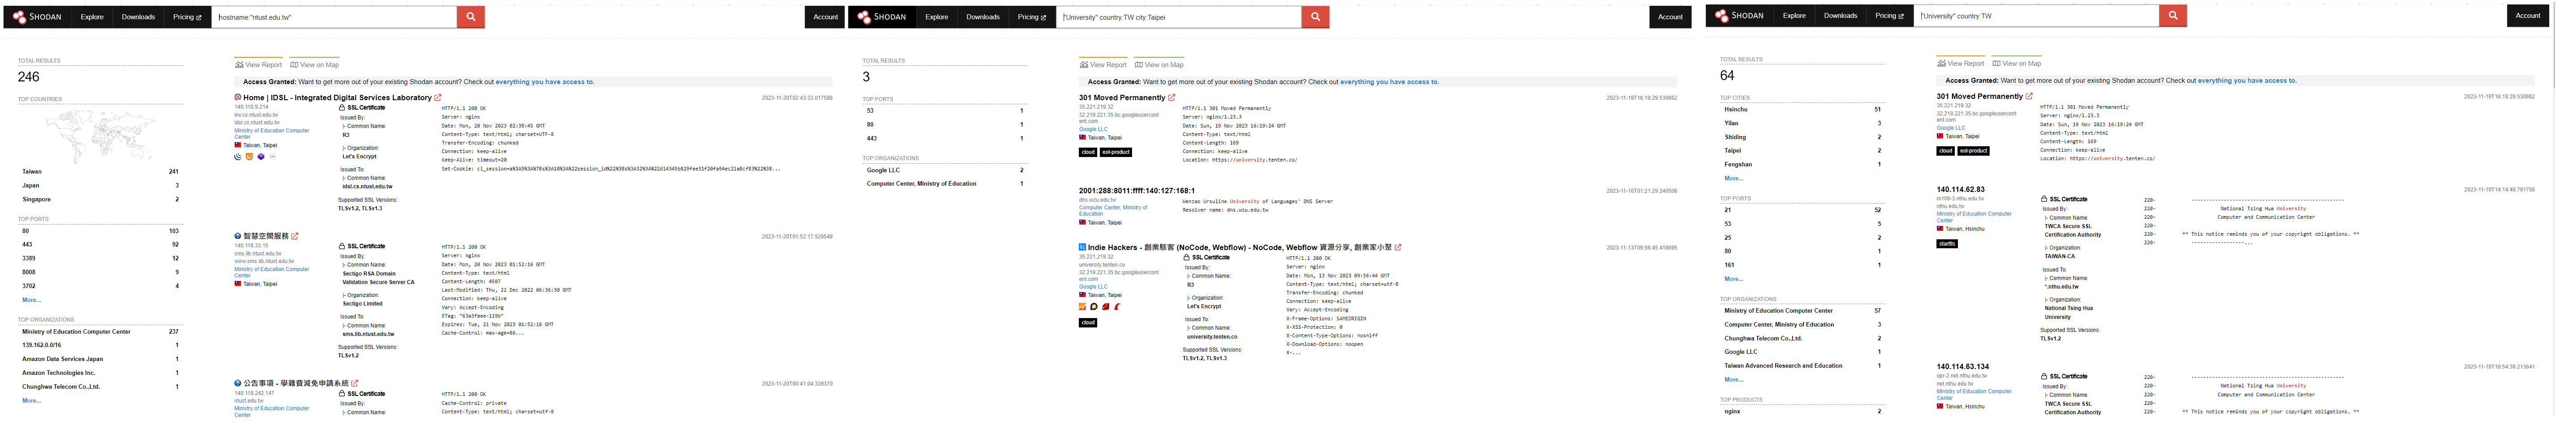 SHODAN Explore Downloads Pricing hostname:"ntust edu.tw" Account
TOTAL RESULTS
246
TOP COUNTRIES
Taiwan 241
Japan 3
Singapore 2
TOP PORTS
80 103
443 92
3389 12
8008 9
3702 4
More...
TOP ORGANIZATIONS
Ministry of Education Computer Center 237
139.162.0.0/16 1
Amazon Data Services Japan 1
Amazon Technologies Inc. 1
Chunghwa Telecom Co.,Ltd. 1
More...
View Report View on Map
Access Granted: Want to get more out of your existing Shodan account? Check out everything you have access to.
Home | IDSL - Integrated Digital Services Laboratory
2023-11-20T02:43:33.017588
140.118.9.214
inv.cs.ntust.edu.tw
idsl.cs.ntust.edu.tw
Ministry of Education Computer
Center
Taiwan, Taipei
SSL Certificate
Issued By:
|- Common Name:
R3
|- Organization:
Let's Encrypt
Issued To:
|- Common Name:
idsl.cs.ntust.edu.tw
Supported SSL Versions:
TLSv1.2, TLSv1.3
HTTP/1.1 200 OK
Server: nginx
Date: Mon, 20 Nov 2023 02:38:45 GMT
Content-Type: text/html; charset=UTF-8
Transfer-Encoding: chunked
Connection: keep-alive
Keep-Alive: timeout=20
智慧空間服務
2023-11-20T01:52:17.529549
140.118.33.15
sms.lib.ntust.edu.tw
www.sms.lib.ntust.edu.tw
Ministry of Education Computer
Center
Taiwan, Taipei
SSL Certificate
Issued By:
|- Common Name:
Sectigo RSA Domain
Validation Secure Server CA
|- Organization:
Sectigo Limited
Issued To:
|- Common Name:
sms.lib.ntust.edu.tw
Supported SSL Versions:
TLSv1.2
HTTP/1.1 200 OK
Server: nginx
Date: Mon, 20 Nov 2023 01:52:16 GMT
Content-Type: text/html
Content-Length: 4507
Last-Modified: Thu, 22 Dec 2022 06:36:30 GMT
Connection: keep-alive
Vary: Accept-Encoding
ETag: "63a3faee-119b"
Expires: Tue, 21 Nov 2023 01:52:16 GMT
Cache-Control: max-age=86...
公告事項 - 學雜費減免申請系統
2023-11-20T00:41:04.339370
140.118.242.147
ntust.edu.tw
Ministry of Education Computer
Center
SSL Certificate
Issued By:
|- Common Name:
HTTP/1.1 200 OK
Cache-Control: private
Content-Type: text/html; charset=utf-8
SHODAN Explore Downloads Pricing "University" country:TW city:Taipei Account
TOTAL RESULTS
3
TOP PORTS
53 1
80 1
443 1
TOP ORGANIZATIONS
Google LLC 2
Computer Center, Ministry of Education 1
View Report View on Map
Access Granted: Want to get more out of your existing Shodan account? Check out everything you have access to.
301 Moved Permanently
2023-11-19T16:19:29.530862
35.221.219.32
32.219.221.35.bc.googleusercont
ent.com
Google LLC
Taiwan, Taipei
cloud eol-product
HTTP/1.1 301 Moved Permanently
Server: nginx/1.23.3
Date: Sun, 19 Nov 2023 16:19:24 GMT
Content-Type: text/html
Content-Length: 169
Connection: keep-alive
Location: https://university.tenten.co/
2001:288:8011:ffff:140:127:168:1
dns.wzu.edu.tw
Computer Center, Ministry of
Education
Taiwan, Taipei
Wenzao Ursuline University of Languages' DNS Server
Resolver name: dns.wzu.edu.tw
Indie Hackers - 創業駭客 (NoCode, Webflow) - NoCode, Webflow 資源分享, 創業家小聚
2023-11-13T09:56:45.418695
35.221.219.32
university.tenten.co
32.219.221.35.bc.googleusercont
ent.com
Google LLC
Taiwan, Taipei
cloud
SSL Certificate
Issued By:
|- Common Name:
R3
|- Organization:
Let's Encrypt
Issued To:
|- Common Name:
university.tenten.co
Supported SSL Versions:
TLSv1.2, TLSv1.3
HTTP/1.1 200 OK
Server: nginx
Date: Mon, 13 Nov 2023 09:56:44 GMT
Content-Type: text/html; charset=utf-8
Transfer-Encoding: chunked
Connection: keep-alive
Vary: Accept-Encoding
X-Frame-Options: SAMEORIGIN
X-XSS-Protection: 0
X-Content-Type-Options: nosniff
X-Download-Options: noopen
X-...
SHODAN Explore Downloads Pricing "University" country:TW Account
TOTAL RESULTS
64
TOP CITIES
Hsinchu 51
Yilan 3
Shiding 2
Taipei 2
Fengshan 1
More...
TOP PORTS
21 52
53 5
25 2
80 1
161 1
More...
TOP ORGANIZATIONS
Ministry of Education Computer Center 57
Computer Center, Ministry of Education 3
Chunghwa Telecom Co.,Ltd. 2
Google LLC 1
Taiwan Advanced Research and Education 1
More...
TOP PRODUCTS
nginx 2
View Report View on Map
Access Granted: Want to get more out of your existing Shodan account? Check out everything you have access to.
301 Moved Permanently
2023-11-19T16:19:29.530862
35.221.219.32
32.219.221.35.bc.googleusercont
ent.com
Google LLC
Taiwan, Taipei
cloud eol-product
HTTP/1.1 301 Moved Permanently
Server: nginx/1.23.3
Date: Sun, 19 Nov 2023 16:19:24 GMT
Content-Type: text/html
Content-Length: 169
Connection: keep-alive
Location: https://university.tenten.co/
140.114.62.83
2023-11-19T14:14:49.701756
m108-3.nthu.edu.tw
nthu.edu.tw
Ministry of Education Computer
Center
Taiwan, Hsinchu
starttls
SSL Certificate
Issued By:
|- Common Name:
TWCA Secure SSL
Certification Authority
|- Organization:
TAIWAN-CA
Issued To:
|- Common Name:
*.nthu.edu.tw
|- Organization:
National Tsing Hua
University
Supported SSL Versions:
TLSv1.2
220-
220- National Tsing Hua University
220- Computer and Communication Center
220-
220- ** This notice reminds you of your copyright obligations. **
220-
140.114.63.134
2023-11-19T10:54:39.213641
opr-2.net.nthu.edu.tw
net.nthu.edu.tw
Ministry of Education Computer
Center
Taiwan, Hsinchu
SSL Certificate
Issued By:
|- Common Name:
TWCA Secure SSL
Certification Authority
220-
220- National Tsing Hua University
220- Computer and Communication Center
220-
220- ** This notice reminds you of your copyright obligations. **